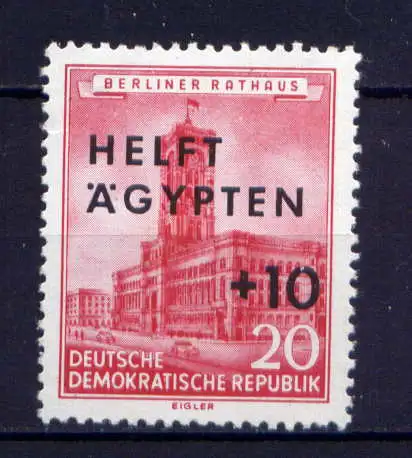 BERLINER RATHAUS
HELFT
ÄGYPTEN
+10
20
DEUTSCHE
DEMOKRATISCHE REPUBLIK
EIGLER